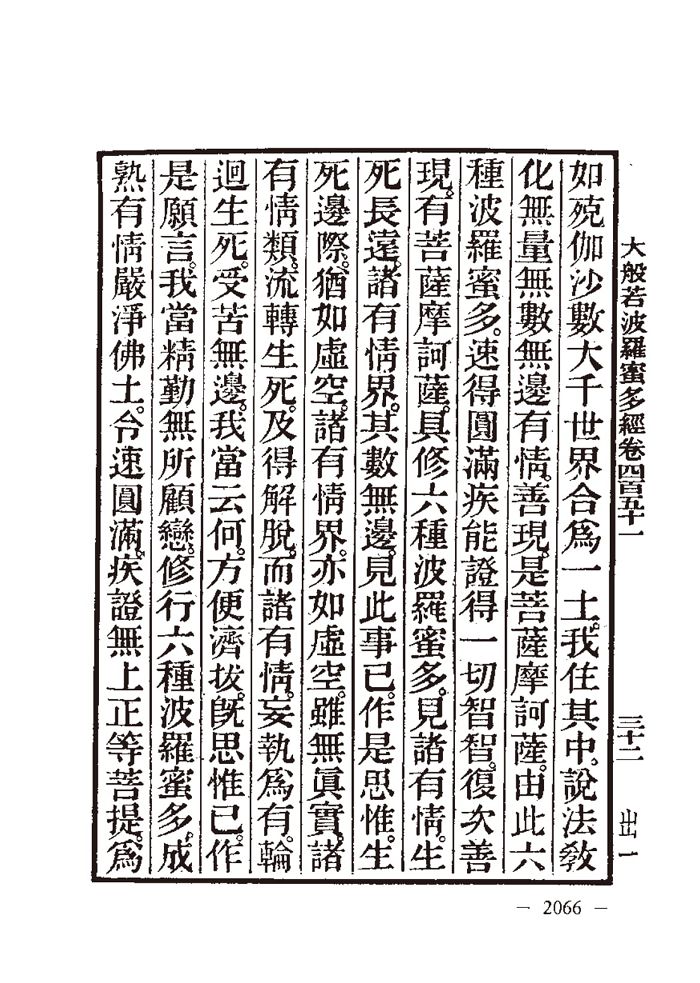 大般若波羅蜜多經卷四百五十一 三十二 出一
如殑伽沙數大千世界合爲一土。我住其中。說法敎
化無量無數無邊有情。善現。是菩薩摩訶薩。由此六
種波羅蜜多。速得圓滿疾能證得一切智智。復次善
現。有菩薩摩訶薩。具修六種波羅蜜多。見諸有情。生
死長遠。諸有情界。其數無邊。見此事已。作是思惟。生
死邊際。猶如虛空。諸有情界。亦如虛空。雖無眞實。諸
有情類。流轉生死。及得解脫。而諸有情。妄執爲有。輪
迴生死。受苦無邊。我當云何。方便濟拔。旣思惟已。作
是願言。我當精勤無所顧戀。修行六種波羅蜜多。成
熟有情嚴淨佛土。令速圓滿。疾證無上正等菩提。爲
— 2066 —